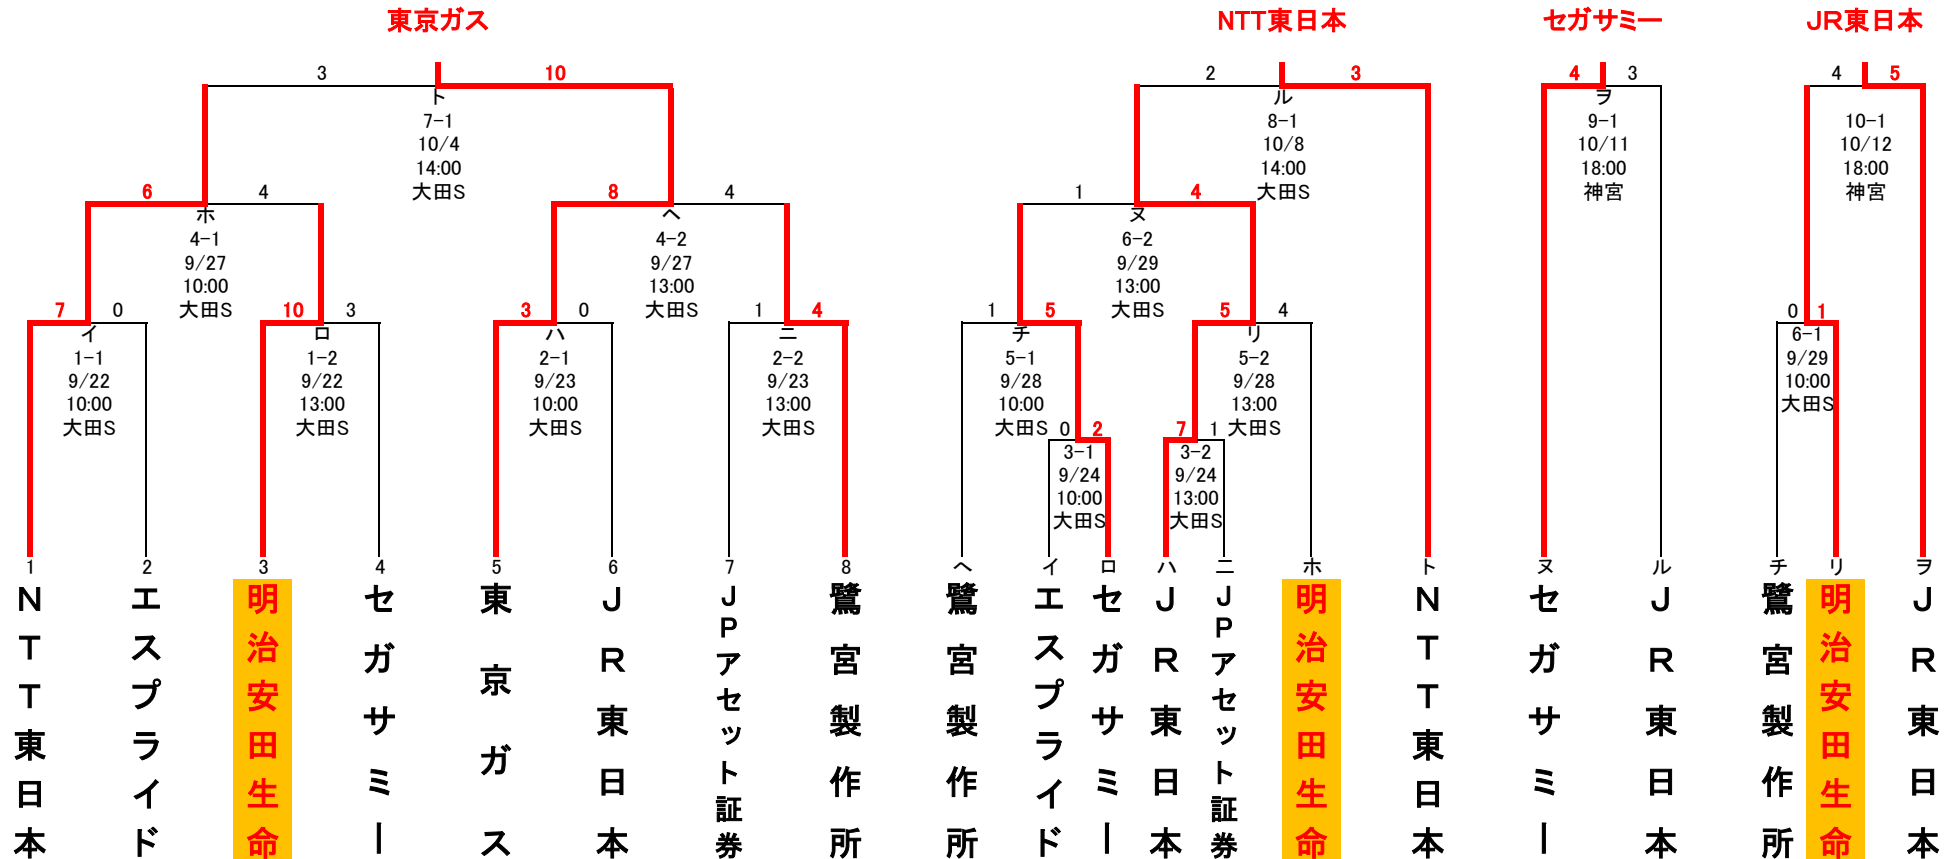 東京ガス NTT東日本 セガサミー JR東日本
3 10 2 3 4 3 4 5
ト ル ヲ
7-1 8-1 9-1 10-1
10/4 10/8 10/11 10/12
14:00 14:00 18:00 18:00
大田S 大田S 神宮 神宮
6 4 8 4 1 4
ホ ヘ ヌ
4-1 4-2 6-2
9/27 9/27 9/29
10:00 13:00 13:00
大田S 大田S 大田S
7 0 10 3 3 0 1 4 1 5 5 4 0 1
イ ロ ハ ニ チ リ 6-1
1-1 1-2 2-1 2-2 5-1 5-2 9/29
9/22 9/22 9/23 9/23 9/28 9/28 10:00
10:00 13:00 10:00 13:00 10:00 13:00 大田S
大田S 大田S 大田S 大田S 大田S 大田S
0 2 7 1
3-1 3-2
9/24 9/24
10:00 13:00
大田S 大田S
1 2 3 4 5 6 7 8 ヘ イ ロ ハ ニ ホ ト ヌ ル チ リ ヲ
NTT東日本
エスプライド
明治安田生命
セガサミー
東京ガス
JR東日本
JPアセット証券
鷺宮製作所
鷺宮製作所
エスプライド
セガサミー
JR東日本
JPアセット証券
明治安田生命
NTT東日本
セガサミー
JR東日本
鷺宮製作所
明治安田生命
JR東日本